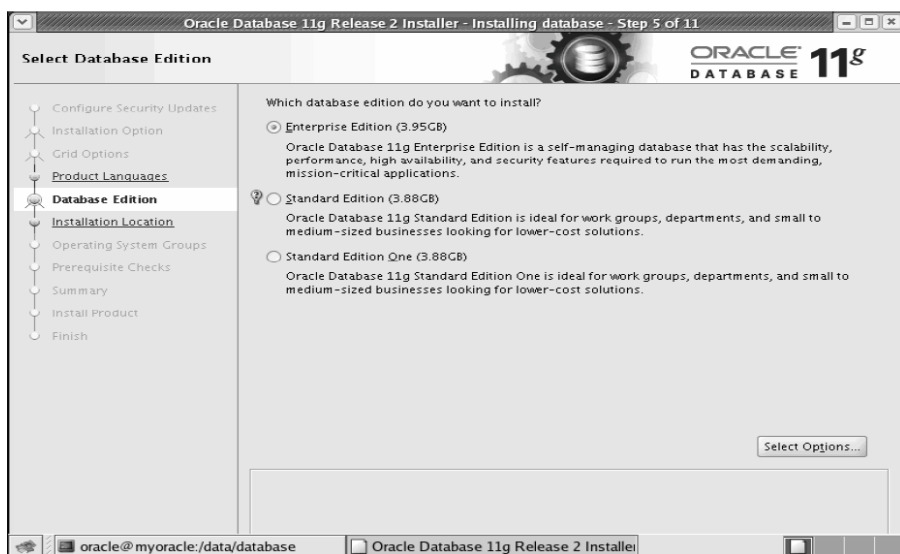 Oracle Database 11g Release 2 Installer - Installing database - Step 5 of 11
Select Database Edition
ORACLE
DATABASE 11g
Configure Security Updates
Installation Option
Grid Options
Product Languages
Database Edition
Installation Location
Operating System Groups
Prerequisite Checks
Summary
Install Product
Finish
Which database edition do you want to install?
Enterprise Edition (3.95GB)
Oracle Database 11g Enterprise Edition is a self-managing database that has the scalability,
performance, high availability, and security features required to run the most demanding,
mission-critical applications.
Standard Edition (3.88GB)
Oracle Database 11g Standard Edition is ideal for work groups, departments, and small to
medium-sized businesses looking for lower-cost solutions.
Standard Edition One (3.88GB)
Oracle Database 11g Standard Edition One is ideal for work groups, departments, and small to
medium-sized businesses looking for lower-cost solutions.
Select Options...
oracle@myoracle:/data/database
Oracle Database 11g Release 2 Installer